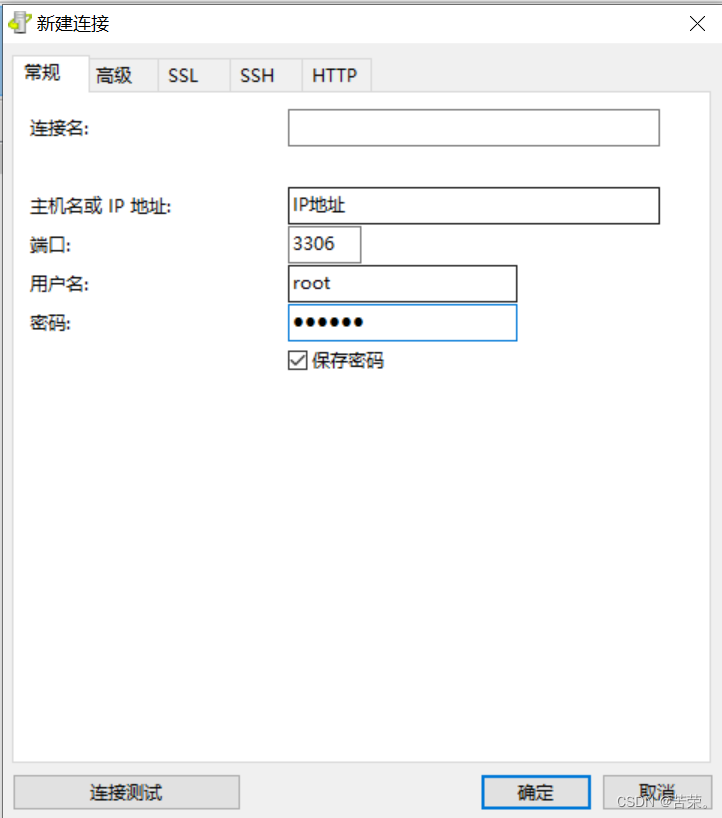 新建连接
常规 高级 SSL SSH HTTP
连接名:
主机名或 IP 地址: IP地址
端口: 3306
用户名: root
密码: ●●●●●●
保存密码
连接测试 确定 取消
CSDN @苦荣。